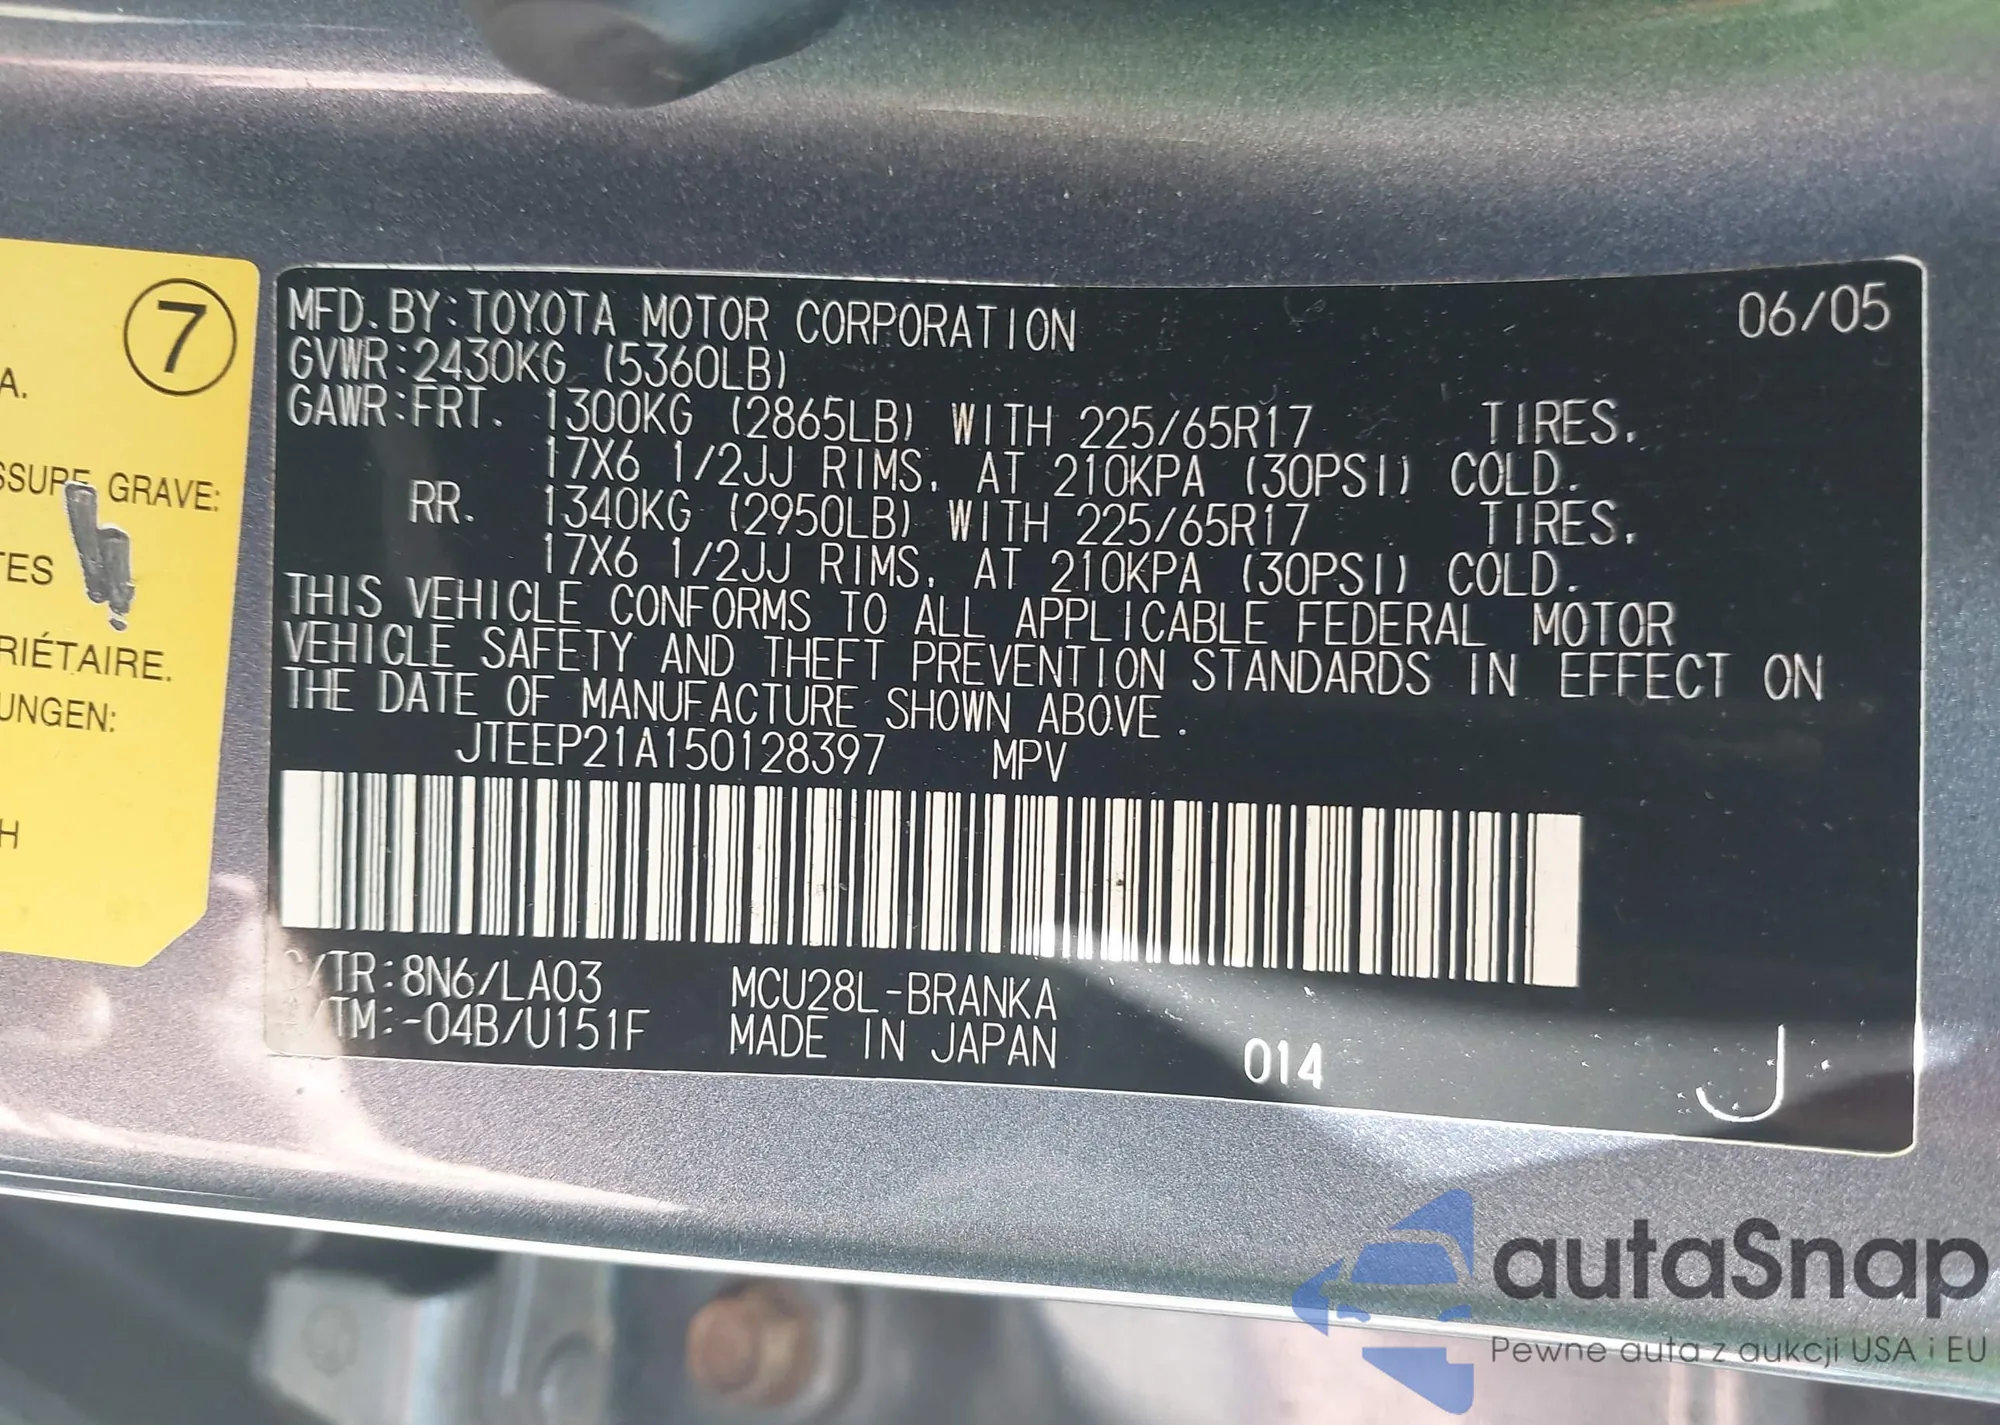 7
A.
SSURE GRAVE:
TES
RIÉTAIRE.
UNGEN:
H
MFD. BY: TOYOTA MOTOR CORPORATION 06/05
GVWR: 2430KG (5360LB)
GAWR: FRT. 1300KG (2865LB) WITH 225/65R17 TIRES.
17X6 1/2JJ RIMS, AT 210KPA (30PSI) COLD.
RR. 1340KG (2950LB) WITH 225/65R17 TIRES.
17X6 1/2JJ RIMS, AT 210KPA (30PSI) COLD.
THIS VEHICLE CONFORMS TO ALL APPLICABLE FEDERAL MOTOR
VEHICLE SAFETY AND THEFT PREVENTION STANDARDS IN EFFECT ON
THE DATE OF MANUFACTURE SHOWN ABOVE.
JTEEP21A150128397 MPV
C/TR: 8N6/LA03 MCU28L-BRANKA
/TM: -04B/U151F MADE IN JAPAN 014 J
autaSnap
Pewne auta z aukcji USA i EU